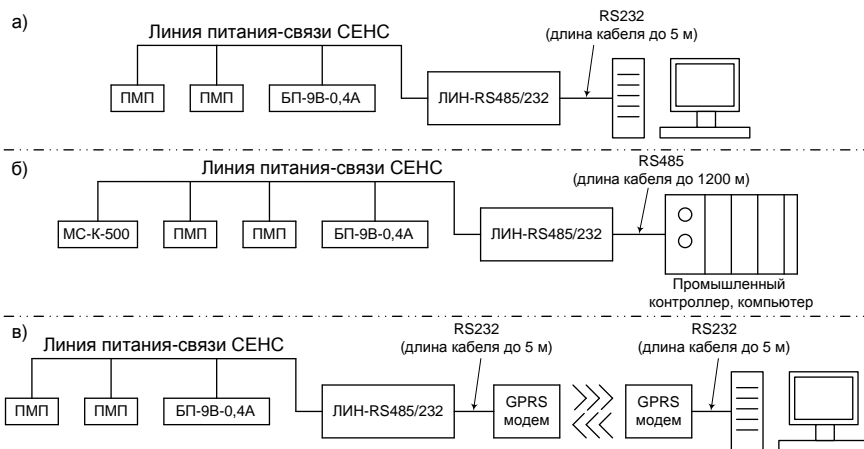 а)
Линия питания-связи СЕНС
RS232
(длина кабеля до 5 м)
ПМП
ПМП
БП-9В-0,4А
ЛИН-RS485/232
б)
Линия питания-связи СЕНС
RS485
(длина кабеля до 1200 м)
МС-К-500
ПМП
ПМП
БП-9В-0,4А
ЛИН-RS485/232
Промышленный
контроллер, компьютер
в)
Линия питания-связи СЕНС
RS232
(длина кабеля до 5 м)
RS232
(длина кабеля до 5 м)
ПМП
ПМП
БП-9В-0,4А
ЛИН-RS485/232
GPRS
модем
GPRS
модем